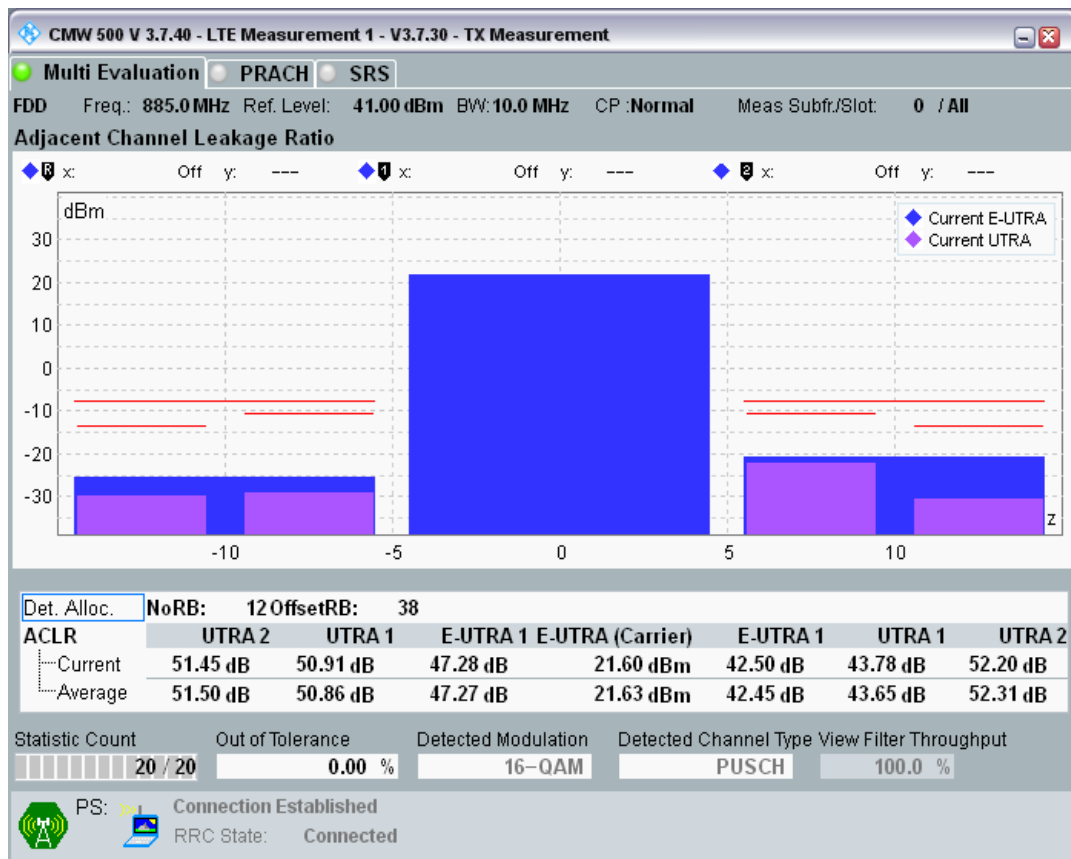 CMW 500 V 3.7.40 - LTE Measurement 1 - V3.7.30 - TX Measurement
Multi Evaluation PRACH SRS
FDD Freq.: 885.0 MHz Ref. Level: 41.00 dBm BW: 10.0 MHz CP :Normal Meas Subfr./Slot: 0 / All
Adjacent Channel Leakage Ratio
R x: Off y: --- 1 x: Off y: --- 2 x: Off y: ---
dBm
Current E-UTRA
Current UTRA
30
20
10
0
-10
-20
-30
z
-10 -5 0 5 10
Det. Alloc. NoRB: 12 OffsetRB: 38
ACLR UTRA 2 UTRA 1 E-UTRA 1 E-UTRA (Carrier) E-UTRA 1 UTRA 1 UTRA 2
Current 51.45 dB 50.91 dB 47.28 dB 21.60 dBm 42.50 dB 43.78 dB 52.20 dB
Average 51.50 dB 50.86 dB 47.27 dB 21.63 dBm 42.45 dB 43.65 dB 52.31 dB
Statistic Count Out of Tolerance Detected Modulation Detected Channel Type View Filter Throughput
20 / 20 0.00 % 16-QAM PUSCH 100.0 %
PS: Connection Established
RRC State: Connected